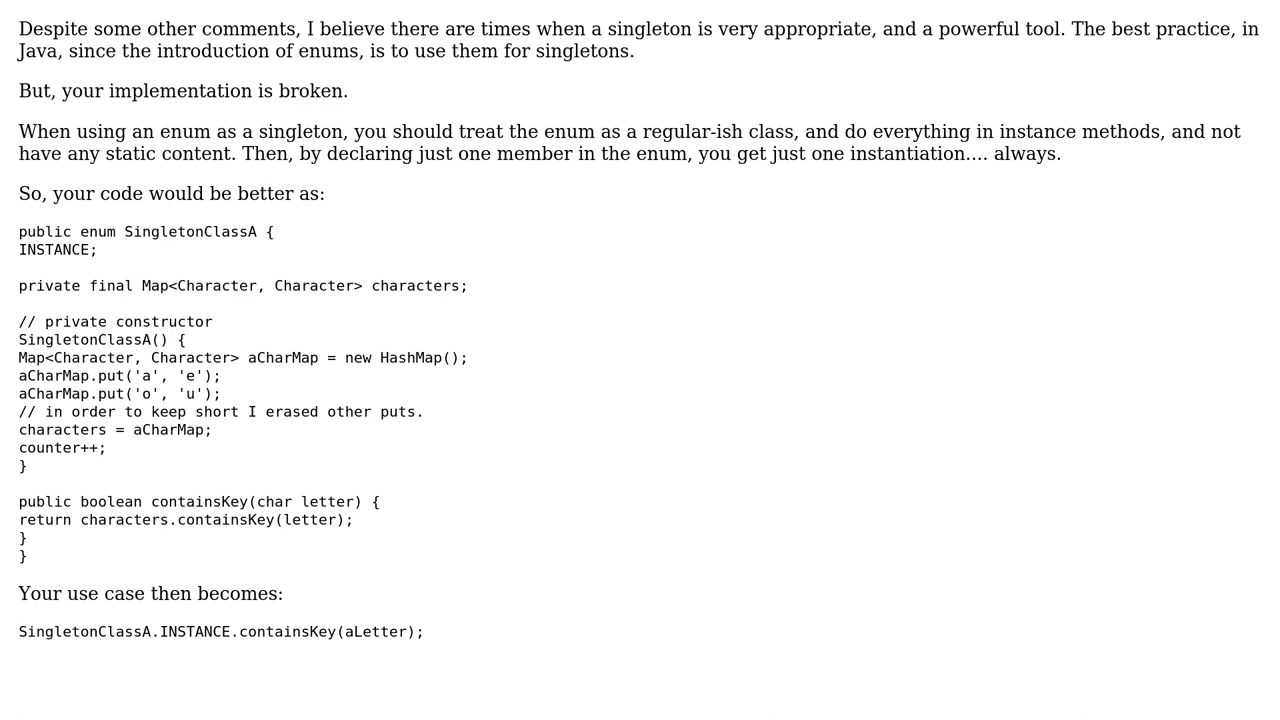 Despite some other comments, I believe there are times when a singleton is very appropriate, and a powerful tool. The best practice, in
Java, since the introduction of enums, is to use them for singletons.
But, your implementation is broken.
When using an enum as a singleton, you should treat the enum as a regular-ish class, and do everything in instance methods, and not
have any static content. Then, by declaring just one member in the enum, you get just one instantiation.... always.
So, your code would be better as:
public enum SingletonClassA {
INSTANCE;
private final Map<Character, Character> characters;
// private constructor
SingletonClassA() {
Map<Character, Character> aCharMap = new HashMap();
aCharMap.put('a', 'e');
aCharMap.put('o', 'u');
// in order to keep short I erased other puts.
characters = aCharMap;
counter++;
}
public boolean containsKey(char letter) {
return characters.containsKey(letter);
}
}
Your use case then becomes:
SingletonClassA.INSTANCE.containsKey(aLetter);